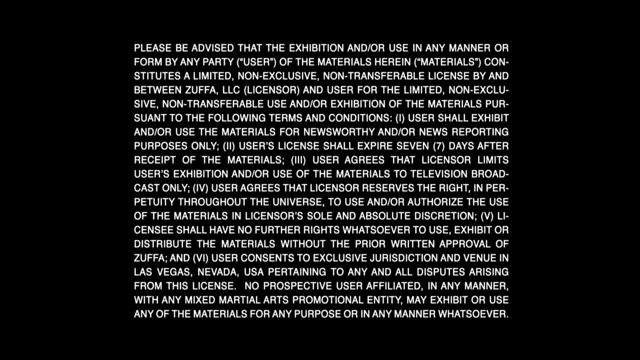 PLEASE BE ADVISED THAT THE EXHIBITION AND/OR USE IN ANY MANNER OR
FORM BY ANY PARTY (“USER”) OF THE MATERIALS HEREIN (“MATERIALS”) CON-
STITUTES A LIMITED, NON-EXCLUSIVE, NON-TRANSFERABLE LICENSE BY AND
BETWEEN ZUFFA, LLC (LICENSOR) AND USER FOR THE LIMITED, NON-EXCLU-
SIVE, NON-TRANSFERABLE USE AND/OR EXHIBITION OF THE MATERIALS PUR-
SUANT TO THE FOLLOWING TERMS AND CONDITIONS: (I) USER SHALL EXHIBIT
AND/OR USE THE MATERIALS FOR NEWSWORTHY AND/OR NEWS REPORTING
PURPOSES ONLY; (II) USER'S LICENSE SHALL EXPIRE SEVEN (7) DAYS AFTER
RECEIPT OF THE MATERIALS; (III) USER AGREES THAT LICENSOR LIMITS
USER'S EXHIBITION AND/OR USE OF THE MATERIALS TO TELEVISION BROAD-
CAST ONLY; (IV) USER AGREES THAT LICENSOR RESERVES THE RIGHT, IN PER-
PETUITY THROUGHOUT THE UNIVERSE, TO USE AND/OR AUTHORIZE THE USE
OF THE MATERIALS IN LICENSOR'S SOLE AND ABSOLUTE DISCRETION; (V) LI-
CENSEE SHALL HAVE NO FURTHER RIGHTS WHATSOEVER TO USE, EXHIBIT OR
DISTRIBUTE THE MATERIALS WITHOUT THE PRIOR WRITTEN APPROVAL OF
ZUFFA; AND (VI) USER CONSENTS TO EXCLUSIVE JURISDICTION AND VENUE IN
LAS VEGAS, NEVADA, USA PERTAINING TO ANY AND ALL DISPUTES ARISING
FROM THIS LICENSE. NO PROSPECTIVE USER AFFILIATED, IN ANY MANNER,
WITH ANY MIXED MARTIAL ARTS PROMOTIONAL ENTITY, MAY EXHIBIT OR USE
ANY OF THE MATERIALS FOR ANY PURPOSE OR IN ANY MANNER WHATSOEVER.